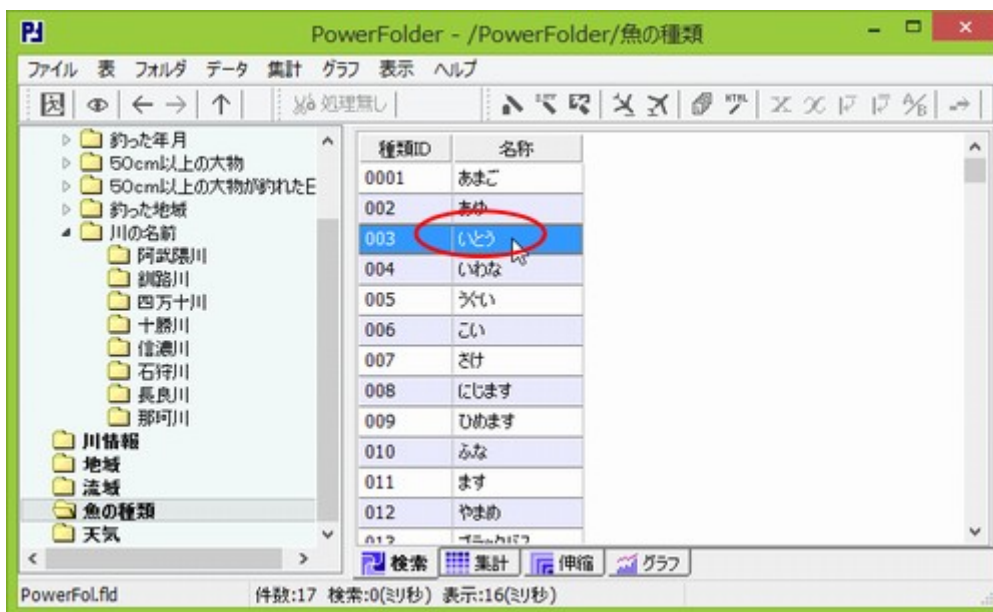 PowerFolder - /PowerFolder/魚の種類
ファイル 表 フォルダ データ 集計 グラフ 表示 ヘルプ
処理無し
釣った年月
50cm以上の大物
50cm以上の大物が釣れたE
釣った地域
川の名前
阿武隈川
釧路川
四万十川
十勝川
信濃川
石狩川
長良川
那珂川
川情報
地域
流域
魚の種類
天気
種類ID 名称
0001 あまご
002 あゆ
003 いとう
004 いわな
005 うぐい
006 こい
007 さけ
008 にじます
009 ひめます
010 ふな
011 ます
012 やまめ
013 ブラックバス
検索 集計 伸縮 グラフ
PowerFol.fld 件数:17 検索:0(ミリ秒) 表示:16(ミリ秒)